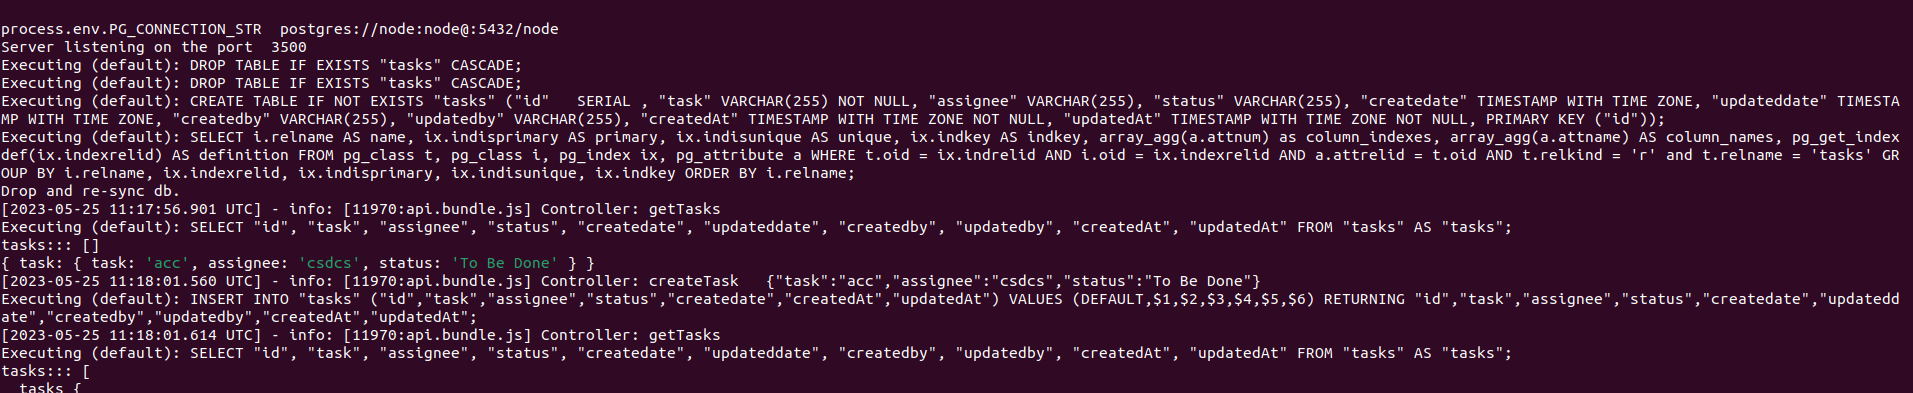 process.env.PG_CONNECTION_STR  postgres://node:node@:5432/node
Server listening on the port  3500
Executing (default): DROP TABLE IF EXISTS "tasks" CASCADE;
Executing (default): DROP TABLE IF EXISTS "tasks" CASCADE;
Executing (default): CREATE TABLE IF NOT EXISTS "tasks" ("id"   SERIAL , "task" VARCHAR(255) NOT NULL, "assignee" VARCHAR(255), "status" VARCHAR(255), "createdate" TIMESTAMP WITH TIME ZONE, "updateddate" TIMESTA
MP WITH TIME ZONE, "createdby" VARCHAR(255), "updatedby" VARCHAR(255), "createdAt" TIMESTAMP WITH TIME ZONE NOT NULL, "updatedAt" TIMESTAMP WITH TIME ZONE NOT NULL, PRIMARY KEY ("id"));
Executing (default): SELECT i.relname AS name, ix.indisprimary AS primary, ix.indisunique AS unique, ix.indkey AS indkey, array_agg(a.attnum) as column_indexes, array_agg(a.attname) AS column_names, pg_get_index
def(ix.indexrelid) AS definition FROM pg_class t, pg_class i, pg_index ix, pg_attribute a WHERE t.oid = ix.indrelid AND i.oid = ix.indexrelid AND a.attrelid = t.oid AND t.relkind = 'r' and t.relname = 'tasks' GR
OUP BY i.relname, ix.indexrelid, ix.indisprimary, ix.indisunique, ix.indkey ORDER BY i.relname;
Drop and re-sync db.
[2023-05-25 11:17:56.901 UTC] - info: [11970:api.bundle.js] Controller: getTasks
Executing (default): SELECT "id", "task", "assignee", "status", "createdate", "updateddate", "createdby", "updatedby", "createdAt", "updatedAt" FROM "tasks" AS "tasks";
tasks::: []
{ task: { task: 'acc', assignee: 'csdcs', status: 'To Be Done' } }
[2023-05-25 11:18:01.560 UTC] - info: [11970:api.bundle.js] Controller: createTask   {"task":"acc","assignee":"csdcs","status":"To Be Done"}
Executing (default): INSERT INTO "tasks" ("id","task","assignee","status","createdate","createdAt","updatedAt") VALUES (DEFAULT,$1,$2,$3,$4,$5,$6) RETURNING "id","task","assignee","status","createdate","updatedd
ate","createdby","updatedby","createdAt","updatedAt";
[2023-05-25 11:18:01.614 UTC] - info: [11970:api.bundle.js] Controller: getTasks
Executing (default): SELECT "id", "task", "assignee", "status", "createdate", "updateddate", "createdby", "updatedby", "createdAt", "updatedAt" FROM "tasks" AS "tasks";
tasks::: [
  tasks {